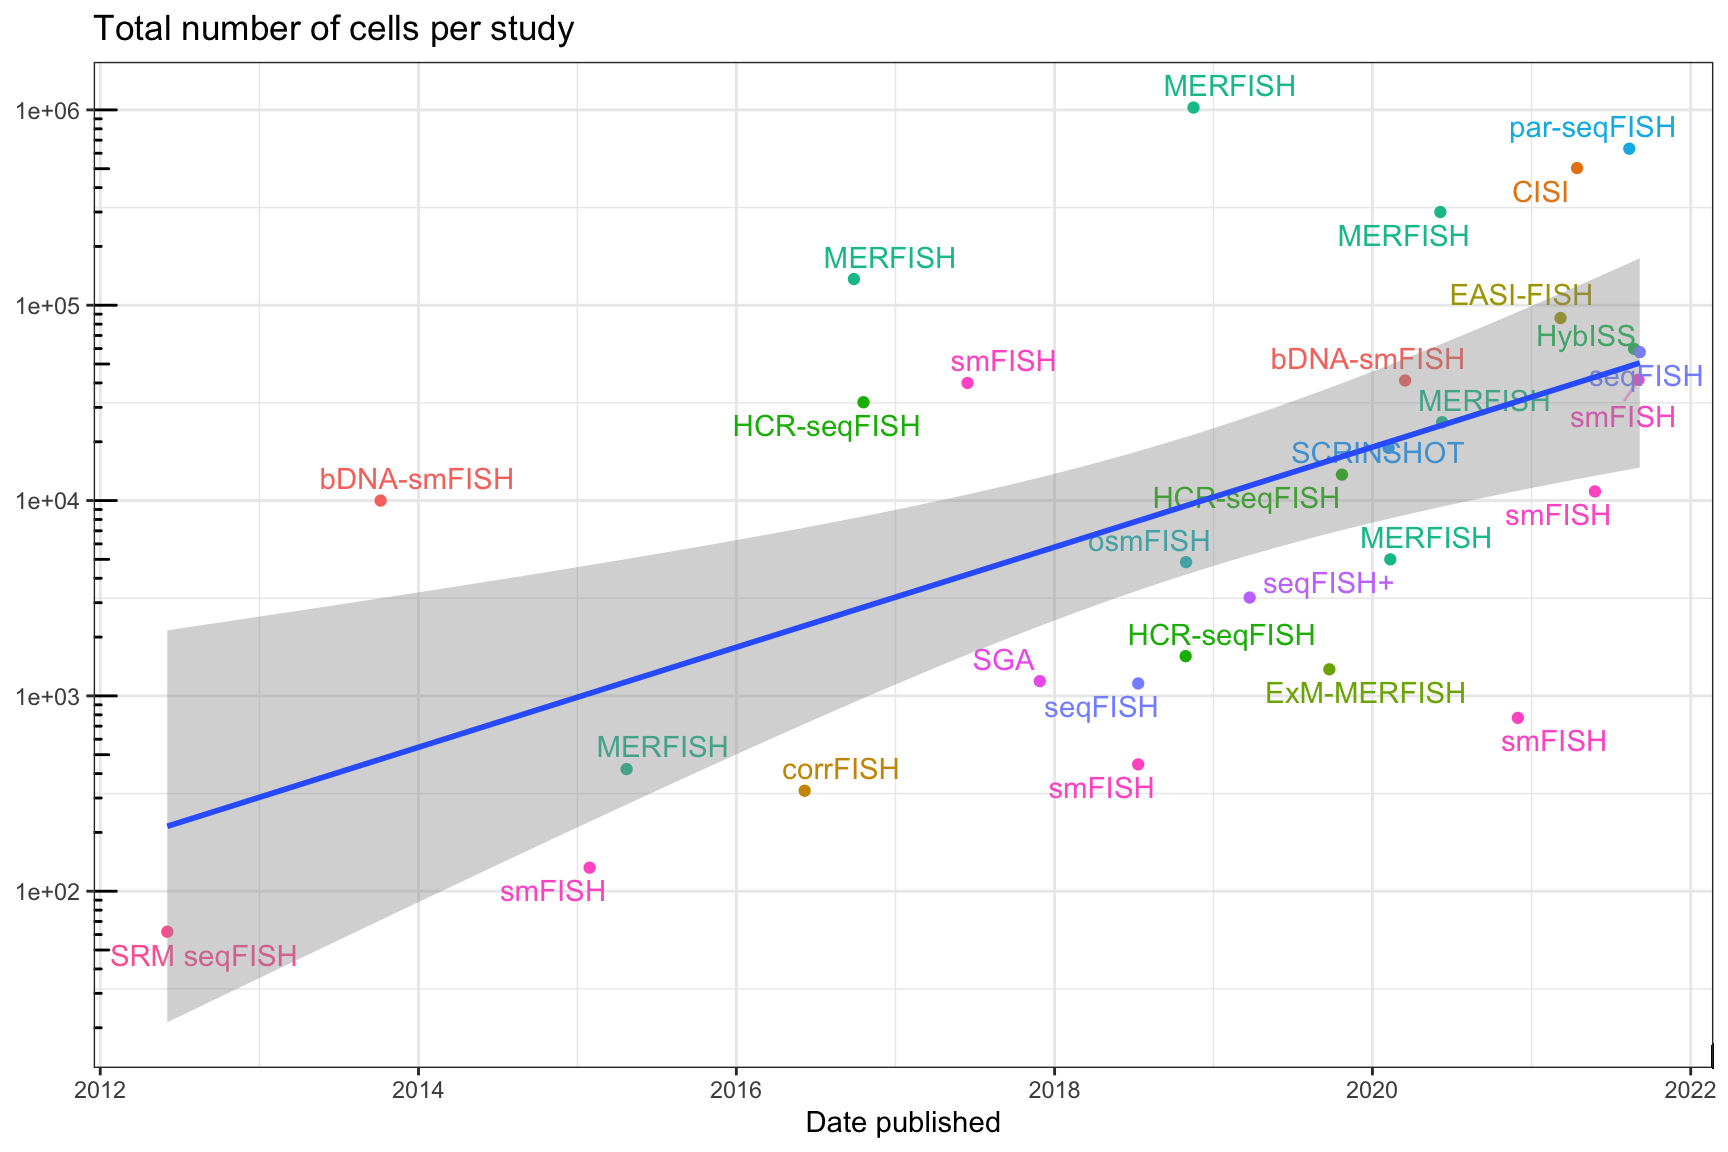 Total number of cells per study
MERFISH
1e+06
par-seqFISH
CISI
MERFISH
MERFISH
EASI-FISH
1e+05
HybISS
smFISH
bDNA-smFISH
seqFISH
MERFISH
smFISH
HCR-seqFISH
SCRINSHOT
bDNA-smFISH
1e+04
HCR-seqFISH
smFISH
osmFISH
MERFISH
seqFISH+
HCR-seqFISH
SGA
1e+03
ExM-MERFISH
seqFISH
smFISH
MERFISH
corrFISH
smFISH
1e+02
smFISH
SRM seqFISH
2012 2014 2016 2018 2020 2022
Date published